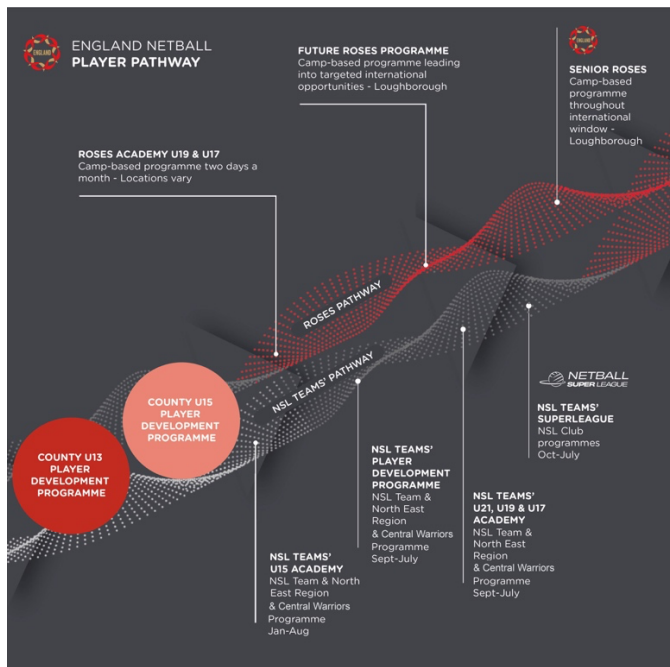 ENGLAND
ENGLAND NETBALL
PLAYER PATHWAY
FUTURE ROSES PROGRAMME
Camp-based programme leading
into targeted international
opportunities - Loughborough
ENGLAND
SENIOR ROSES
Camp-based
programme
throughout
international
window -
Loughborough
ROSES ACADEMY U19 & U17
Camp-based programme two days a
month - Locations vary
ROSES PATHWAY
NSL TEAMS' PATHWAY
COUNTY U15
PLAYER
DEVELOPMENT
PROGRAMME
COUNTY U13
PLAYER
DEVELOPMENT
PROGRAMME
NSL TEAMS'
U15 ACADEMY
NSL Team & North
East Region
& Central Warriors
Programme
Jan-Aug
NSL TEAMS'
PLAYER
DEVELOPMENT
PROGRAMME
NSL Team &
North East
Region
& Central Warriors
Programme
Sept-July
NSL TEAMS'
U21, U19 & U17
ACADEMY
NSL Team &
North East
Region
& Central Warriors
Programme
Sept-July
NETBALL
SUPER LEAGUE
NSL TEAMS'
SUPERLEAGUE
NSL Club
programmes
Oct-July